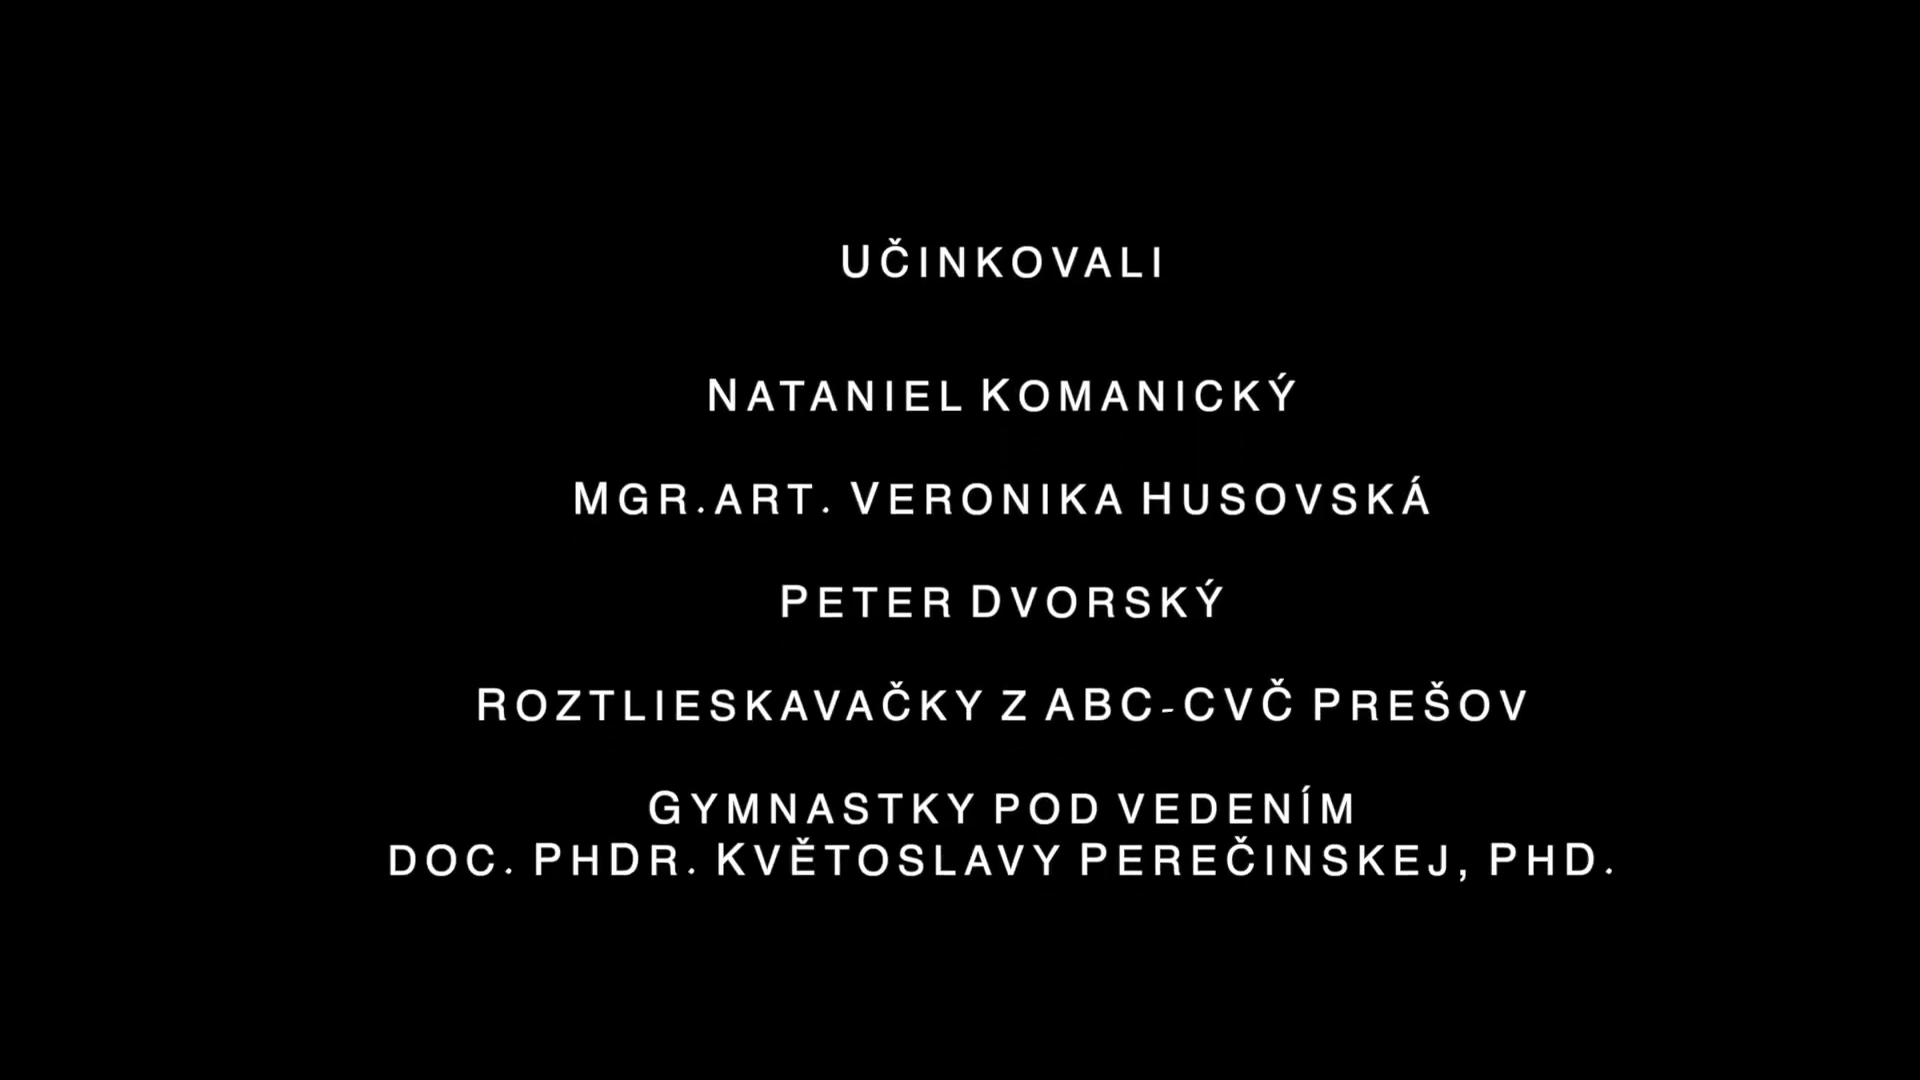 Učinkovali
Nataniel Komanický
Mgr.art. Veronika Husovská
Peter Dvorský
Roztlieskavačky z ABC-CVČ Prešov
Gymnastky pod vedením
doc. PhDr. Květoslavy Perečinskej, PhD.